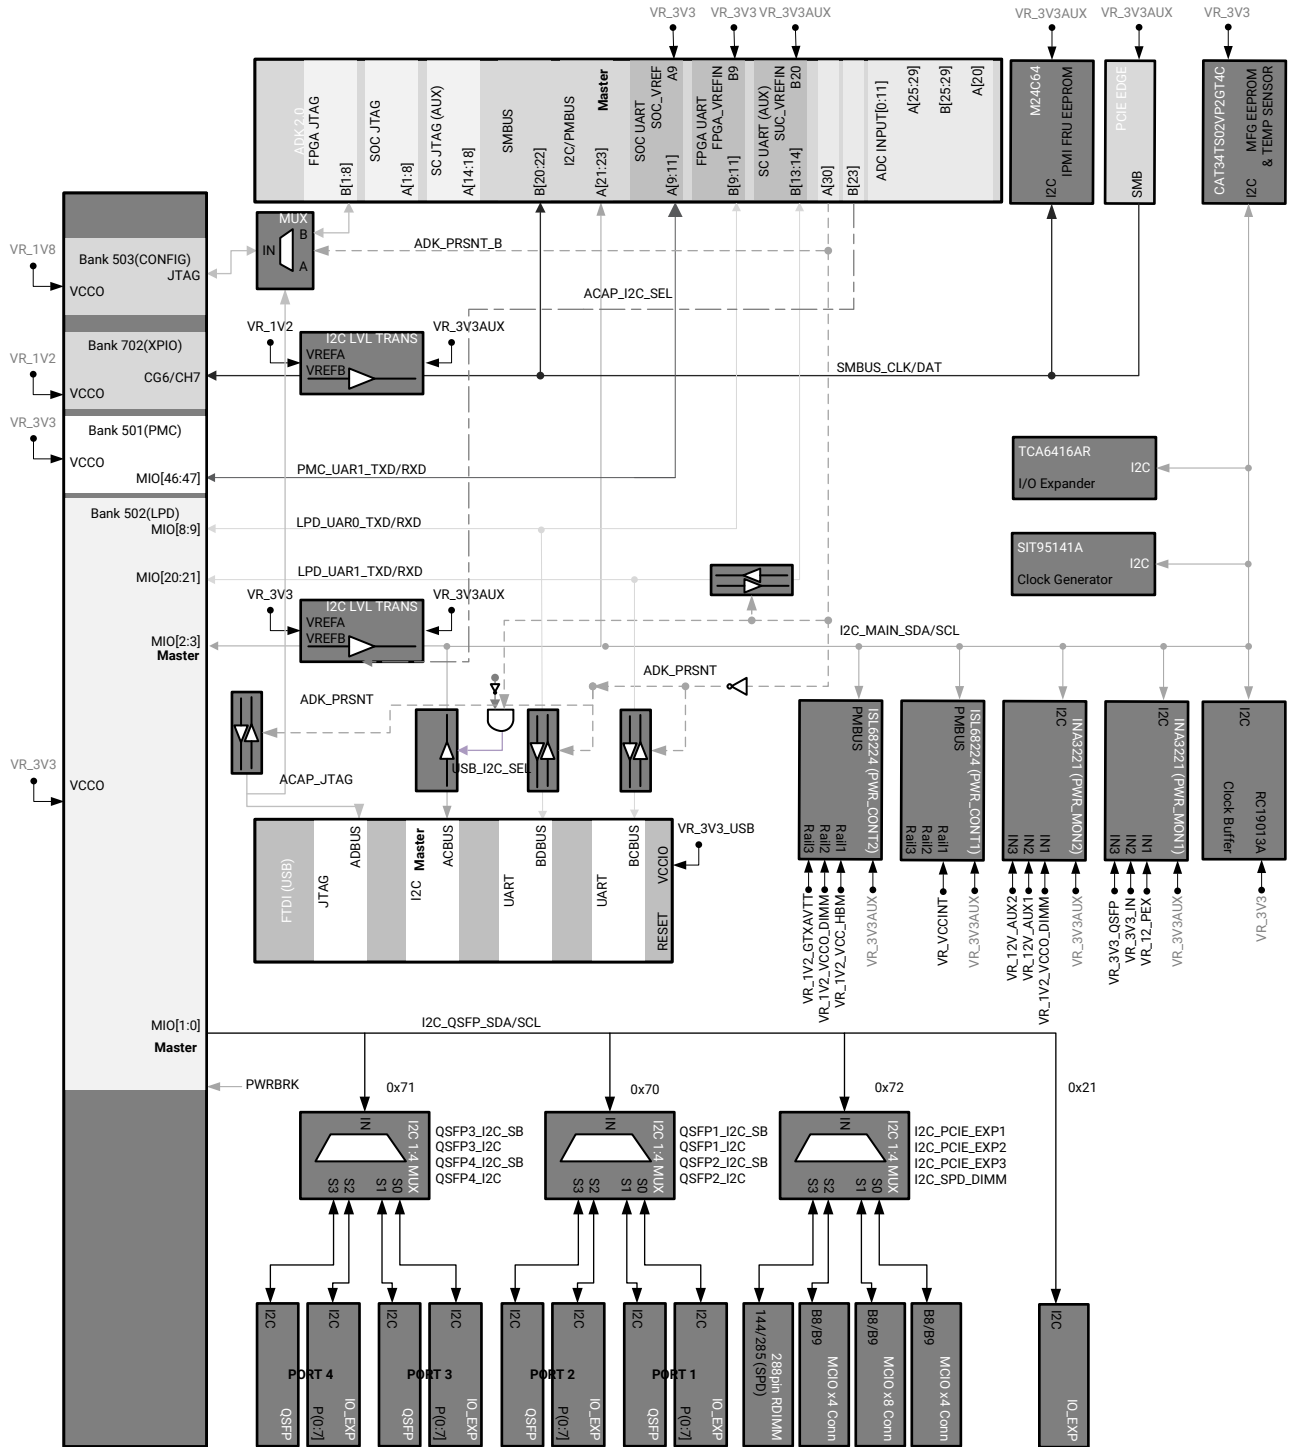 VR_3V3
VR_3V3
VR_3V3AUX
VR_3V3AUX
VR_3V3AUX
VR_3V3
ADK 2.0
FPGA JTAG
B[1:8]
SOC JTAG
A[1:8]
SC JTAG (AUX)
A[14:18]
SMBUS
B[20:22]
I2C/PMBUS
A[21:23]
Master
SOC UART
SOC_VREF
A[9:11]
A9
FPGA UART
FPGA_VREFIN
B[9:11]
B9
SC UART (AUX)
SUC_VREFIN
B[13:14]
B20
A[30]
B[23]
ADC INPUT[0:11]
A[25:29]
B[25:29]
A[20]
M24C64
I2C
IPMI FRU EEPROM
PCIE EDGE
SMB
CAT34TS02VP2GT4C
I2C
MFG EEPROM
& TEMP SENSOR
MUX
IN
B
A
ADK_PRSNT_B
ACAP_I2C_SEL
VR_1V8
Bank 503(CONFIG)
JTAG
VCCO
VR_1V2
Bank 702(XPIO)
CG6/CH7
VCCO
VR_1V2
I2C LVL TRANS
VREFA
VREFB
VR_3V3AUX
SMBUS_CLK/DAT
VR_3V3
Bank 501(PMC)
VCCO
MIO[46:47]
PMC_UAR1_TXD/RXD
TCA6416AR
I2C
I/O Expander
Bank 502(LPD)
MIO[8:9]
LPD_UAR0_TXD/RXD
SIT95141A
I2C
Clock Generator
MIO[20:21]
LPD_UAR1_TXD/RXD
VR_3V3
I2C LVL TRANS
VREFA
VREFB
VR_3V3AUX
MIO[2:3]
Master
I2C_MAIN_SDA/SCL
ADK_PRSNT
ADK_PRSNT
USB_I2C_SEL
ACAP_JTAG
VR_3V3
VCCO
FTDI (USB)
JTAG
ADBUS
I2C
Master
ACBUS
UART
BDBUS
UART
BCBUS
RESET
VCCIO
VR_3V3_USB
ISL68224 (PWR_CONT2)
PMBUS
Rail3
Rail2
Rail1
VR_1V2_GTXAVTT
VR_1V2_VCCO_DIMM
VR_1V2_VCC_HBM
VR_3V3AUX
ISL68224 (PWR_CONT1)
PMBUS
Rail3
Rail2
Rail1
VR_VCCINT
VR_3V3AUX
INA3221 (PWR_MON2)
I2C
IN3
IN2
IN1
VR_12V_AUX2
VR_12V_AUX1
VR_1V2_VCCO_DIMM
VR_3V3AUX
INA3221 (PWR_MON1)
I2C
IN3
IN2
IN1
VR_3V3_QSFP
VR_3V3_IN
VR_12_PEX
VR_3V3AUX
I2C
Clock Buffer
RC19013A
VR_3V3
MIO[1:0]
Master
I2C_QSFP_SDA/SCL
PWRBRK
0x71
0x70
0x72
0x21
IN
I2C 1:4 MUX
S3
S2
S1
S0
QSFP3_I2C_SB
QSFP3_I2C
QSFP4_I2C_SB
QSFP4_I2C
IN
I2C 1:4 MUX
S3
S2
S1
S0
QSFP1_I2C_SB
QSFP1_I2C
QSFP2_I2C_SB
QSFP2_I2C
IN
I2C 1:4 MUX
S3
S2
S1
S0
I2C_PCIE_EXP1
I2C_PCIE_EXP2
I2C_PCIE_EXP3
I2C_SPD_DIMM
I2C
QSFP
PORT 4
I2C
P(0:7]
IO_EXP
I2C
QSFP
PORT 3
I2C
P(0:7]
IO_EXP
I2C
QSFP
PORT 2
I2C
P(0:7]
IO_EXP
I2C
QSFP
PORT 1
I2C
P(0:7]
IO_EXP
144/285 (SPD)
288pin RDIMM
B8/B9
MCIO x4 Conn
B8/B9
MCIO x8 Conn
B8/B9
MCIO x4 Conn
I2C
IO_EXP